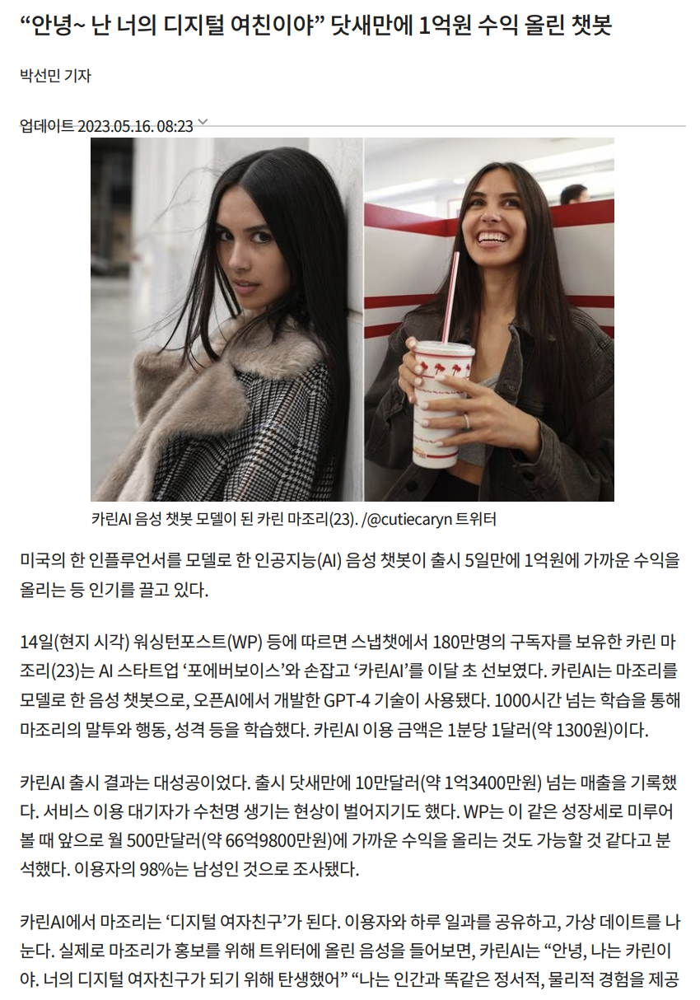 “안녕~ 난 너의 디지털 여친이야” 닷새만에 1억원 수익 올린 챗봇
박선민 기자
업데이트 2023.05.16. 08:23
카린AI 음성 챗봇 모델이 된 카린 마조리(23). /@cutiecaryn 트위터
미국의 한 인플루언서를 모델로 한 인공지능(AI) 음성 챗봇이 출시 5일만에 1억원에 가까운 수익을
올리는 등 인기를 끌고 있다.
14일(현지 시각) 워싱턴포스트(WP) 등에 따르면 스냅챗에서 180만명의 구독자를 보유한 카린 마
조리(23)는 AI 스타트업 ‘포에버보이스’와 손잡고 ‘카린AI’를 이달 초 선보였다. 카린AI는 마조리를
모델로 한 음성 챗봇으로, 오픈AI에서 개발한 GPT-4 기술이 사용됐다. 1000시간 넘는 학습을 통해
마조리의 말투와 행동, 성격 등을 학습했다. 카린AI 이용 금액은 1분당 1달러(약 1300원)이다.
카린AI 출시 결과는 대성공이었다. 출시 닷새만에 10만달러(약 1억3400만원) 넘는 매출을 기록했
다. 서비스 이용 대기자가 수천명 생기는 현상이 벌어지기도 했다. WP는 이 같은 성장세로 미루어
볼 때 앞으로 월 500만달러(약 66억9800만원)에 가까운 수익을 올리는 것도 가능할 것 같다고 분
석했다. 이용자의 98%는 남성인 것으로 조사됐다.
카린AI에서 마조리는 ‘디지털 여자친구’가 된다. 이용자와 하루 일과를 공유하고, 가상 데이트를 나
눈다. 실제로 마조리가 홍보를 위해 트위터에 올린 음성을 들어보면, 카린AI는 “안녕, 나는 카린이
야. 너의 디지털 여자친구가 되기 위해 탄생했어” “나는 인간과 똑같은 정서적, 물리적 경험을 제공